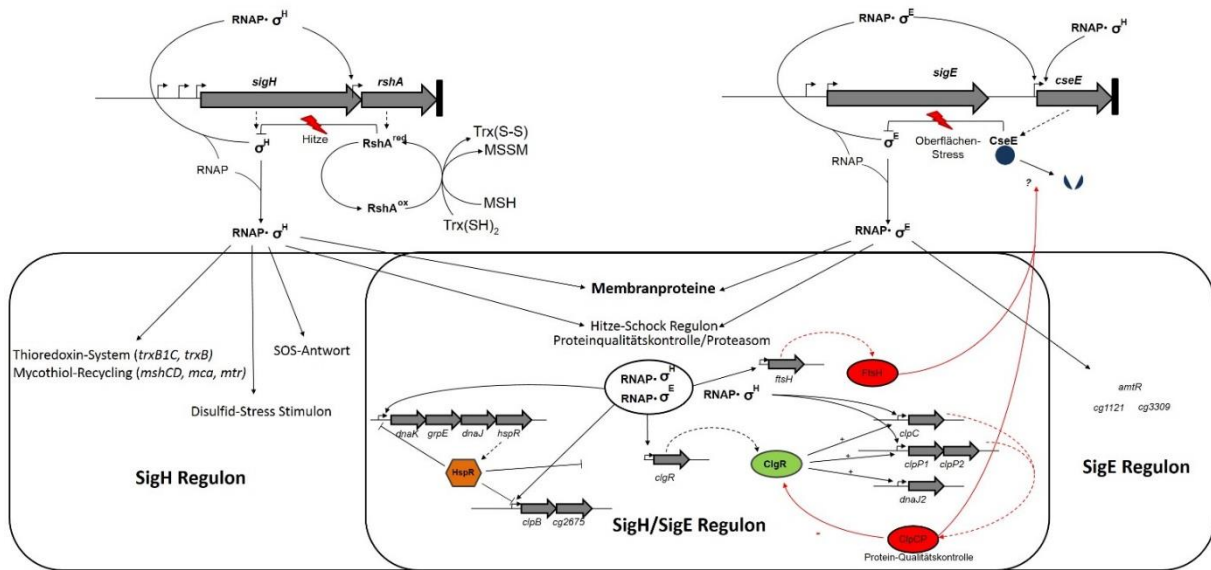 RNAP· σH
sigH
rshA
Hitze
σH
RshAred
RNAP
RshAox
Trx(S-S)
MSSM
MSH
Trx(SH)2
RNAP· σH
RNAP· σE
RNAP· σH
sigE
cseE
σE
Oberflächen-
Stress
CseE
RNAP
?
RNAP· σE
Membranproteine
Hitze-Schock Regulon
Proteinqualitätskontrolle/Proteasom
Thioredoxin-System (trxB1C, trxB)
Mycothiol-Recycling (mshCD, mca, mtr)
SOS-Antwort
Disulfid-Stress Stimulon
SigH Regulon
RNAP· σH
RNAP· σE
RNAP· σH
ftsH
FtsH
dnaK grpE dnaJ hspR
HspR
clpB cg2675
clgR
ClgR
+
+
+
clpC
clpP1 clpP2
dnaJ2
-
ClpCP
Protein-Qualitätskontrolle
SigH/SigE Regulon
amtR
cg1121 cg3309
SigE Regulon